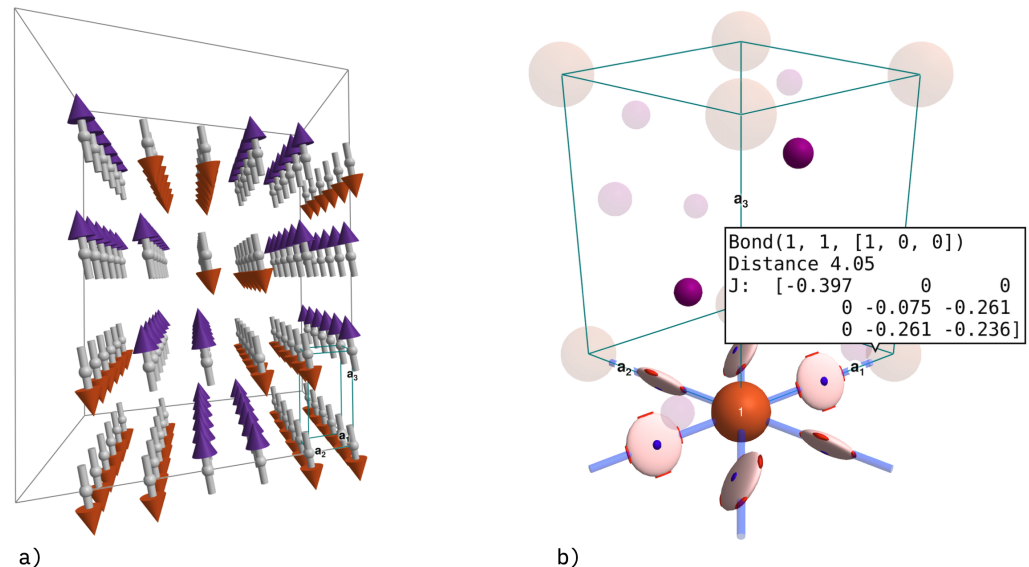 a₃
a₁
a₂
a)
a₃
Bond(1, 1, [1, 0, 0])
Distance 4.05
J: [-0.397 0 0
0 -0.075 -0.261
0 -0.261 -0.236]
a₂
a₁
1
b)